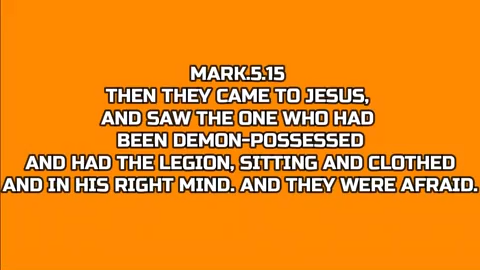 MARK.5.15
THEN THEY CAME TO JESUS,
AND SAW THE ONE WHO HAD
BEEN DEMON-POSSESSED
AND HAD THE LEGION, SITTING AND CLOTHED
AND IN HIS RIGHT MIND. AND THEY WERE AFRAID.